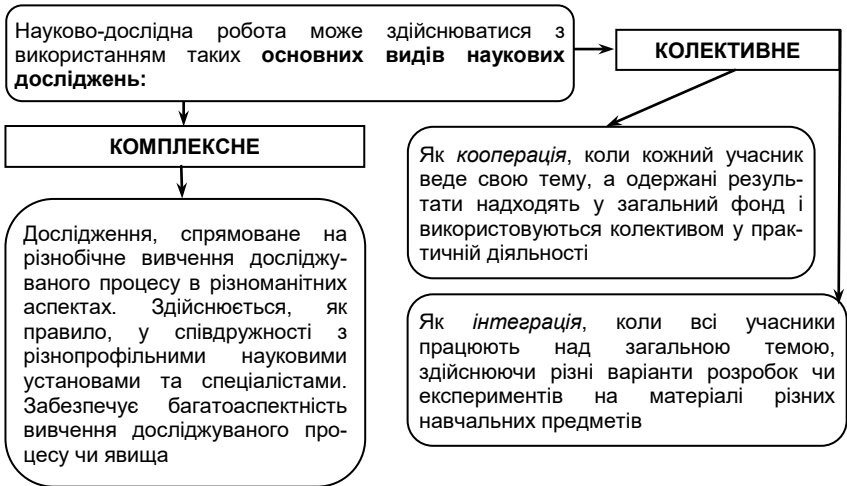 Науково-дослідна робота може здійснюватися з
використанням таких основних видів наукових
досліджень:
КОЛЕКТИВНЕ
КОМПЛЕКСНЕ
Як кооперація, коли кожний учасник
веде свою тему, а одержані резуль-
тати надходять у загальний фонд і
використовуються колективом у прак-
тичній діяльності
Дослідження, спрямоване на
різнобічне вивчення досліджу-
ваного процесу в різноманітних
аспектах. Здійснюється, як
правило, у співдружності з
різнопрофільними науковими
установами та спеціалістами.
Забезпечує багатоаспектність
вивчення досліджуваного про-
цесу чи явища
Як інтеграція, коли всі учасники
працюють над загальною темою,
здійснюючи різні варіанти розробок чи
експериментів на матеріалі різних
навчальних предметів